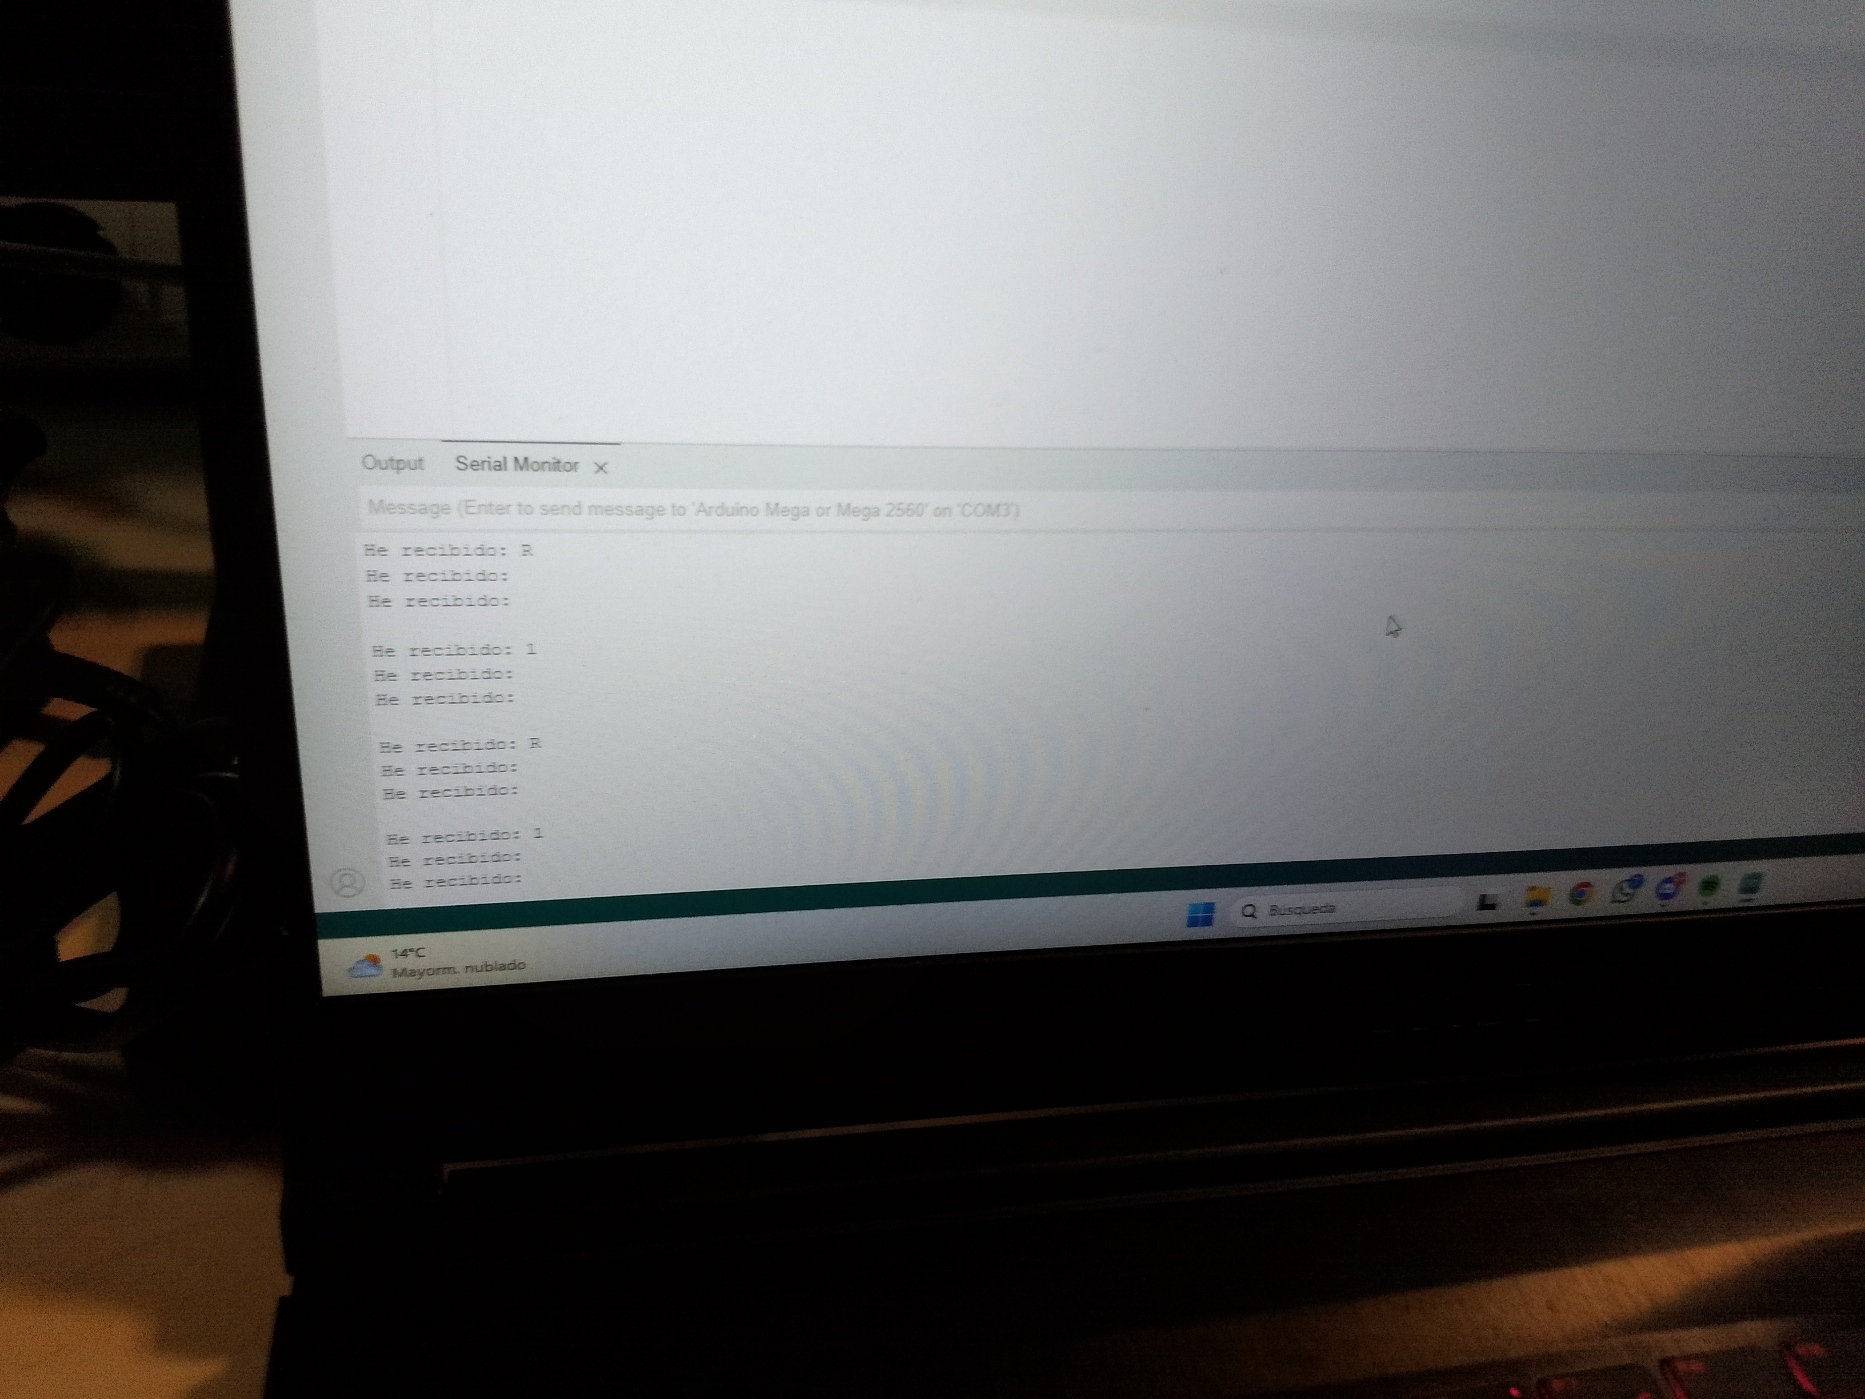 Output Serial Monitor
Message (Enter to send message to 'Arduino Mega or Mega 2560' on 'COM3')
He recibido: R
He recibido:
He recibido:
He recibido: 1
He recibido:
He recibido:
He recibido: R
He recibido:
He recibido:
He recibido: 1
He recibido:
He recibido:
Búsqueda
14°C
Mayorm. nublado